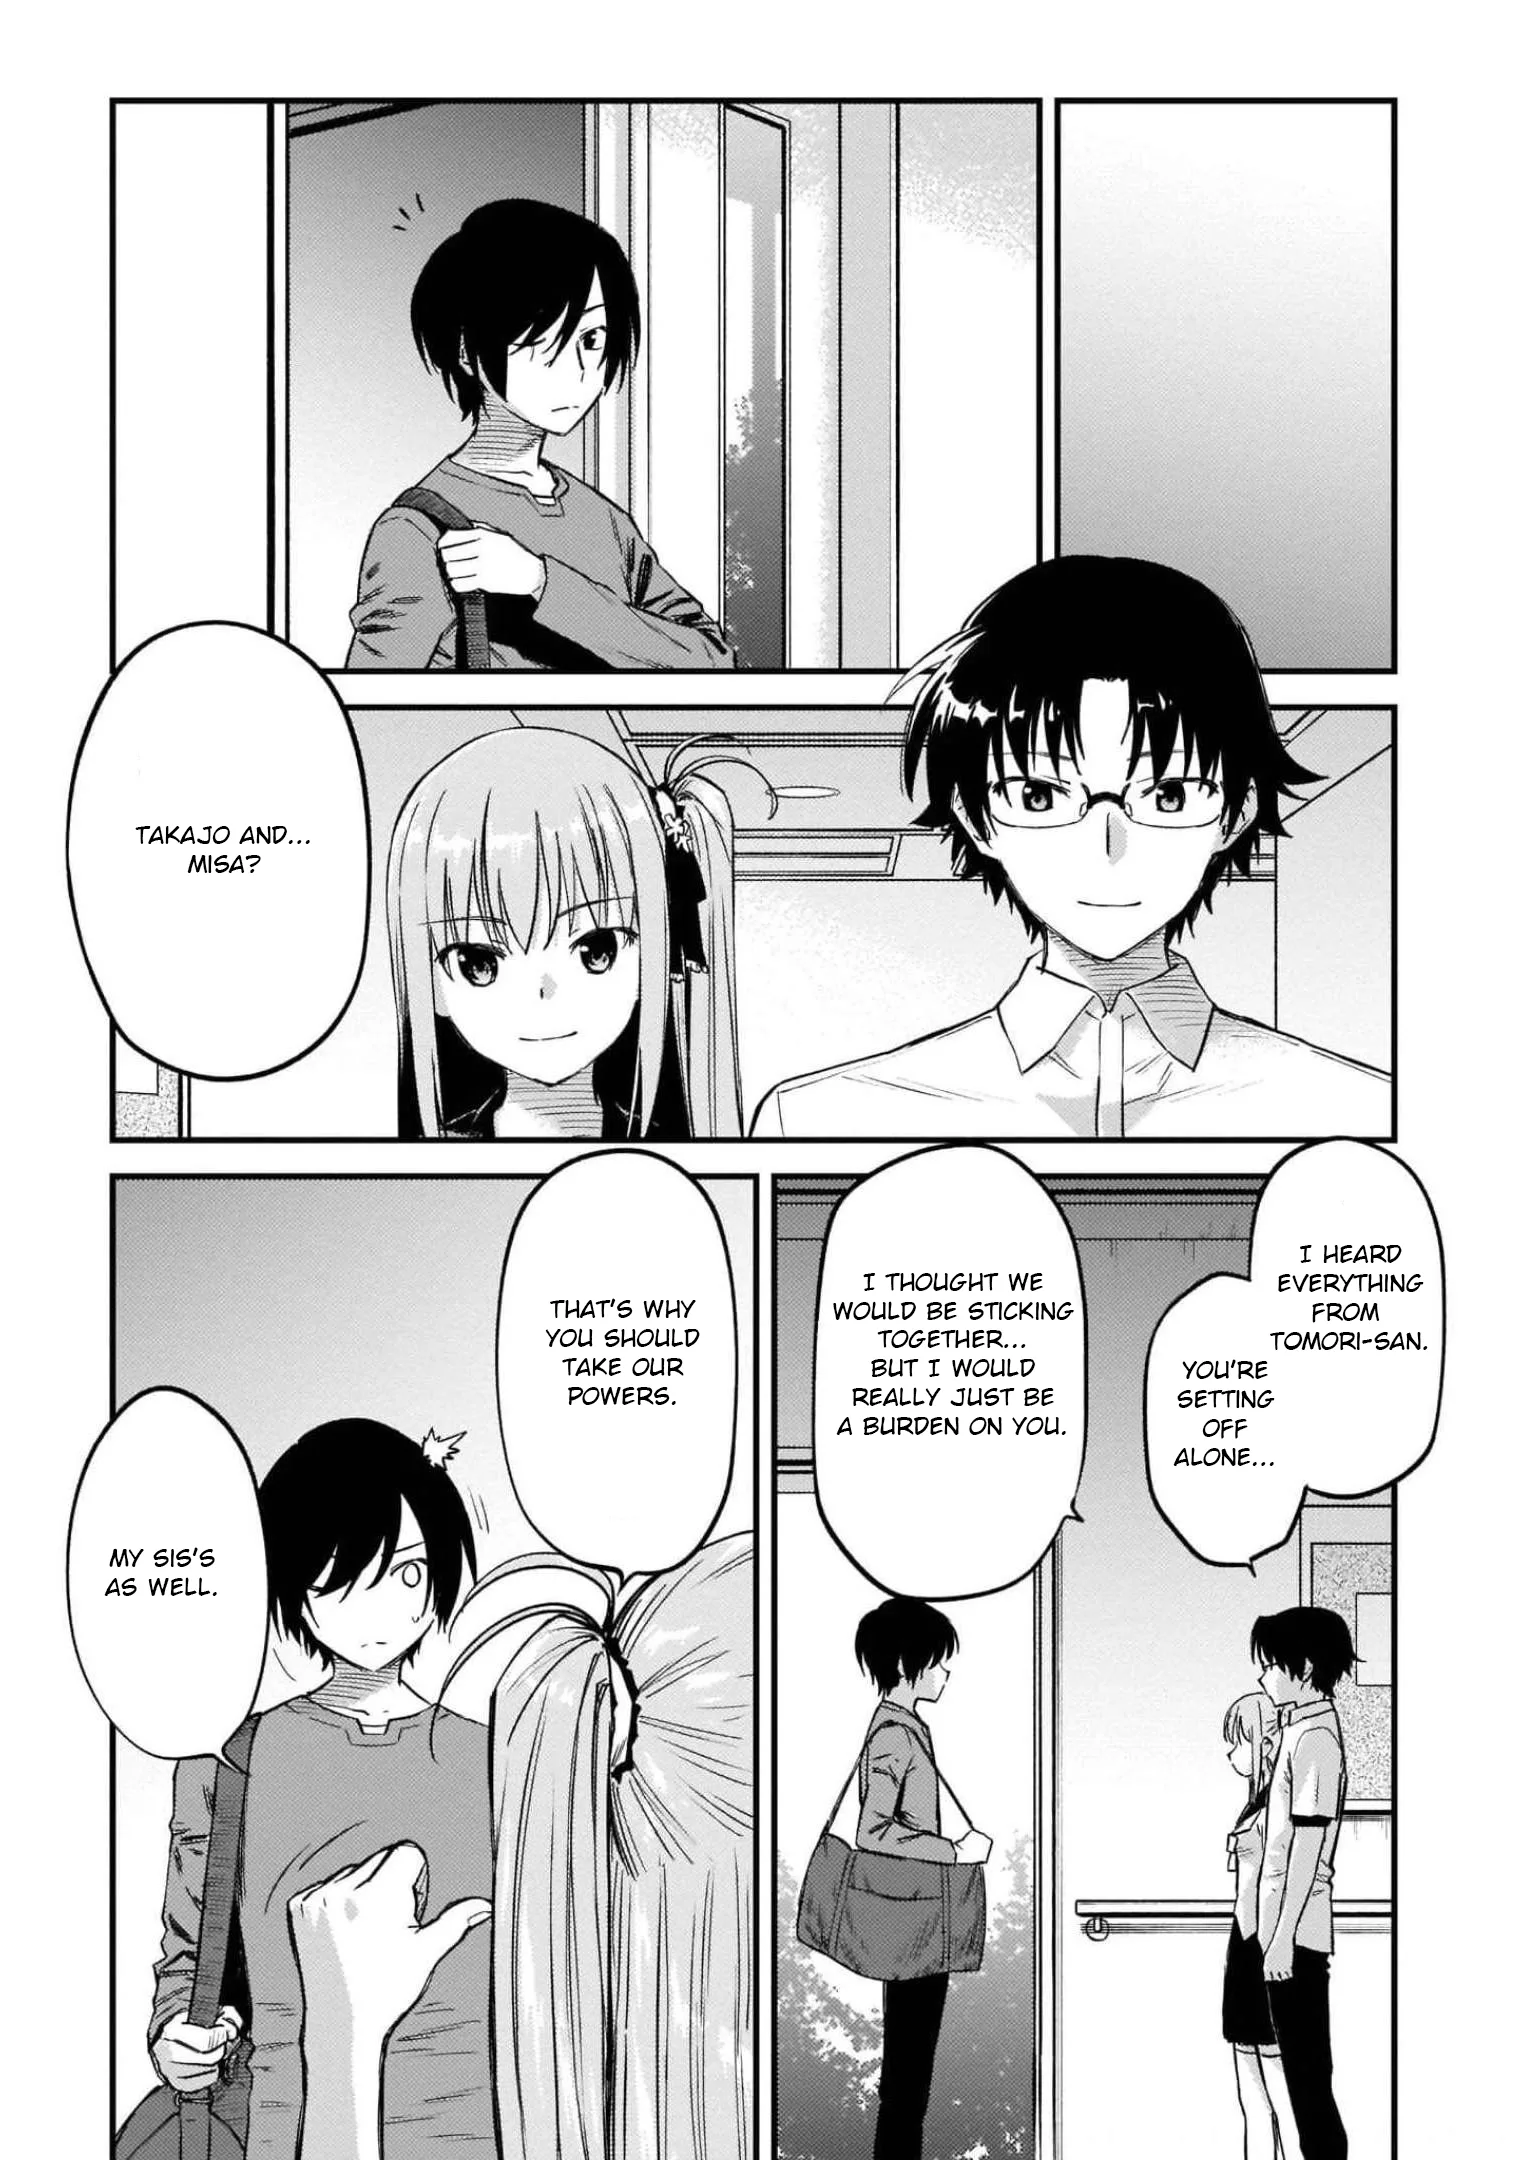 TAKAJO AND...
MISA?
I HEARD
EVERYTHING
FROM
TOMORI-SAN.
YOU'RE
SETTING
OFF
ALONE...
I THOUGHT WE
WOULD BE STICKING
TOGETHER...
BUT I WOULD
REALLY JUST BE
A BURDEN ON YOU.
THAT'S WHY
YOU SHOULD
TAKE OUR
POWERS.
MY SIS'S
AS WELL.